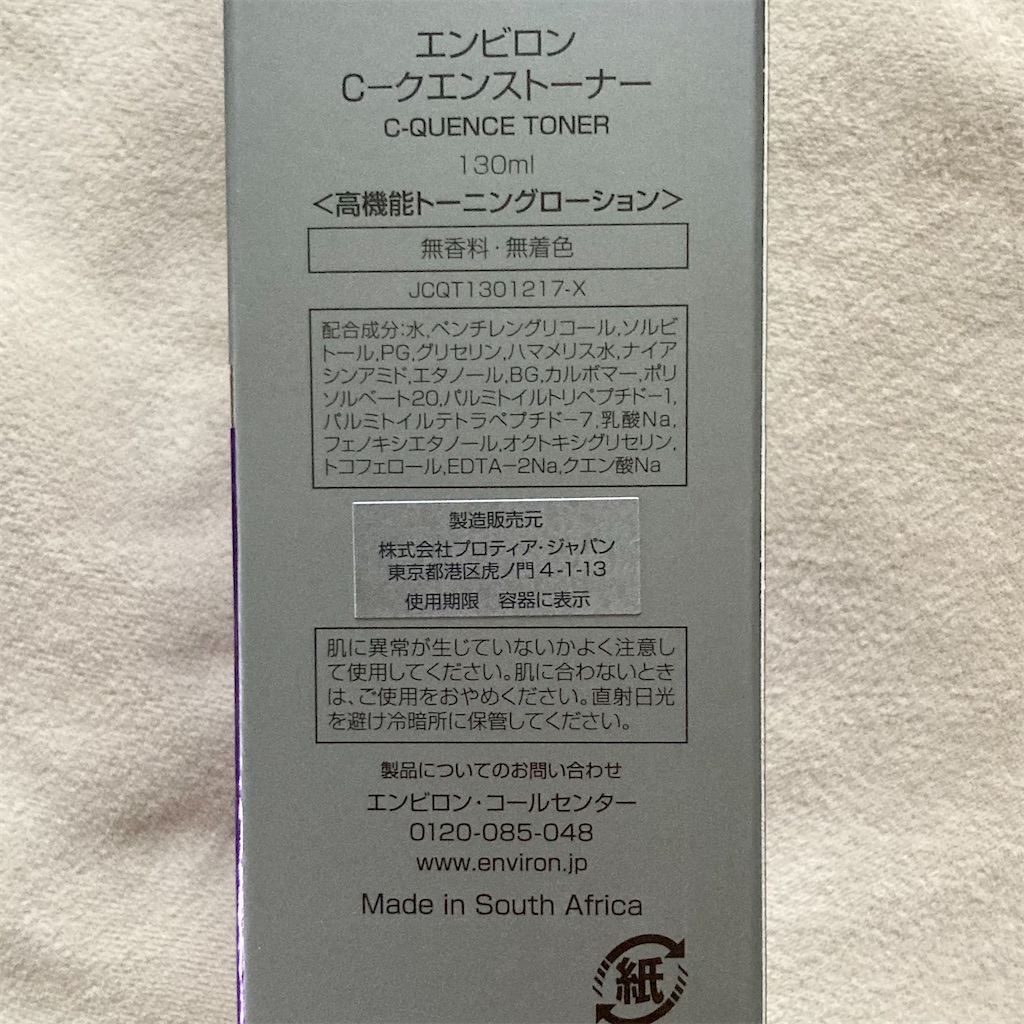 エンビロン
C−クエンストーナー
C-QUENCE TONER
130ml
＜高機能トーニングローション＞
無香料・無着色
JCQT1301217-X
配合成分：水,ペンチレングリコール,ソルビ
トール,PG,グリセリン,ハマメリス水,ナイア
シンアミド,エタノール,BG,カルボマー,ポリ
ソルベート20,パルミトイルトリペプチド−1,
パルミトイルテトラペプチド−7,乳酸Na,
フェノキシエタノール,オクトキシグリセリン,
トコフェロール,EDTA−2Na,クエン酸Na
製造販売元
株式会社プロティア・ジャパン
東京都港区虎ノ門 4-1-13
使用期限　容器に表示
肌に異常が生じていないかよく注意し
て使用してください。肌に合わないとき
は、ご使用をおやめください。直射日光
を避け冷暗所に保管してください。
製品についてのお問い合わせ
エンビロン・コールセンター
0120-085-048
www.environ.jp
Made in South Africa
紙